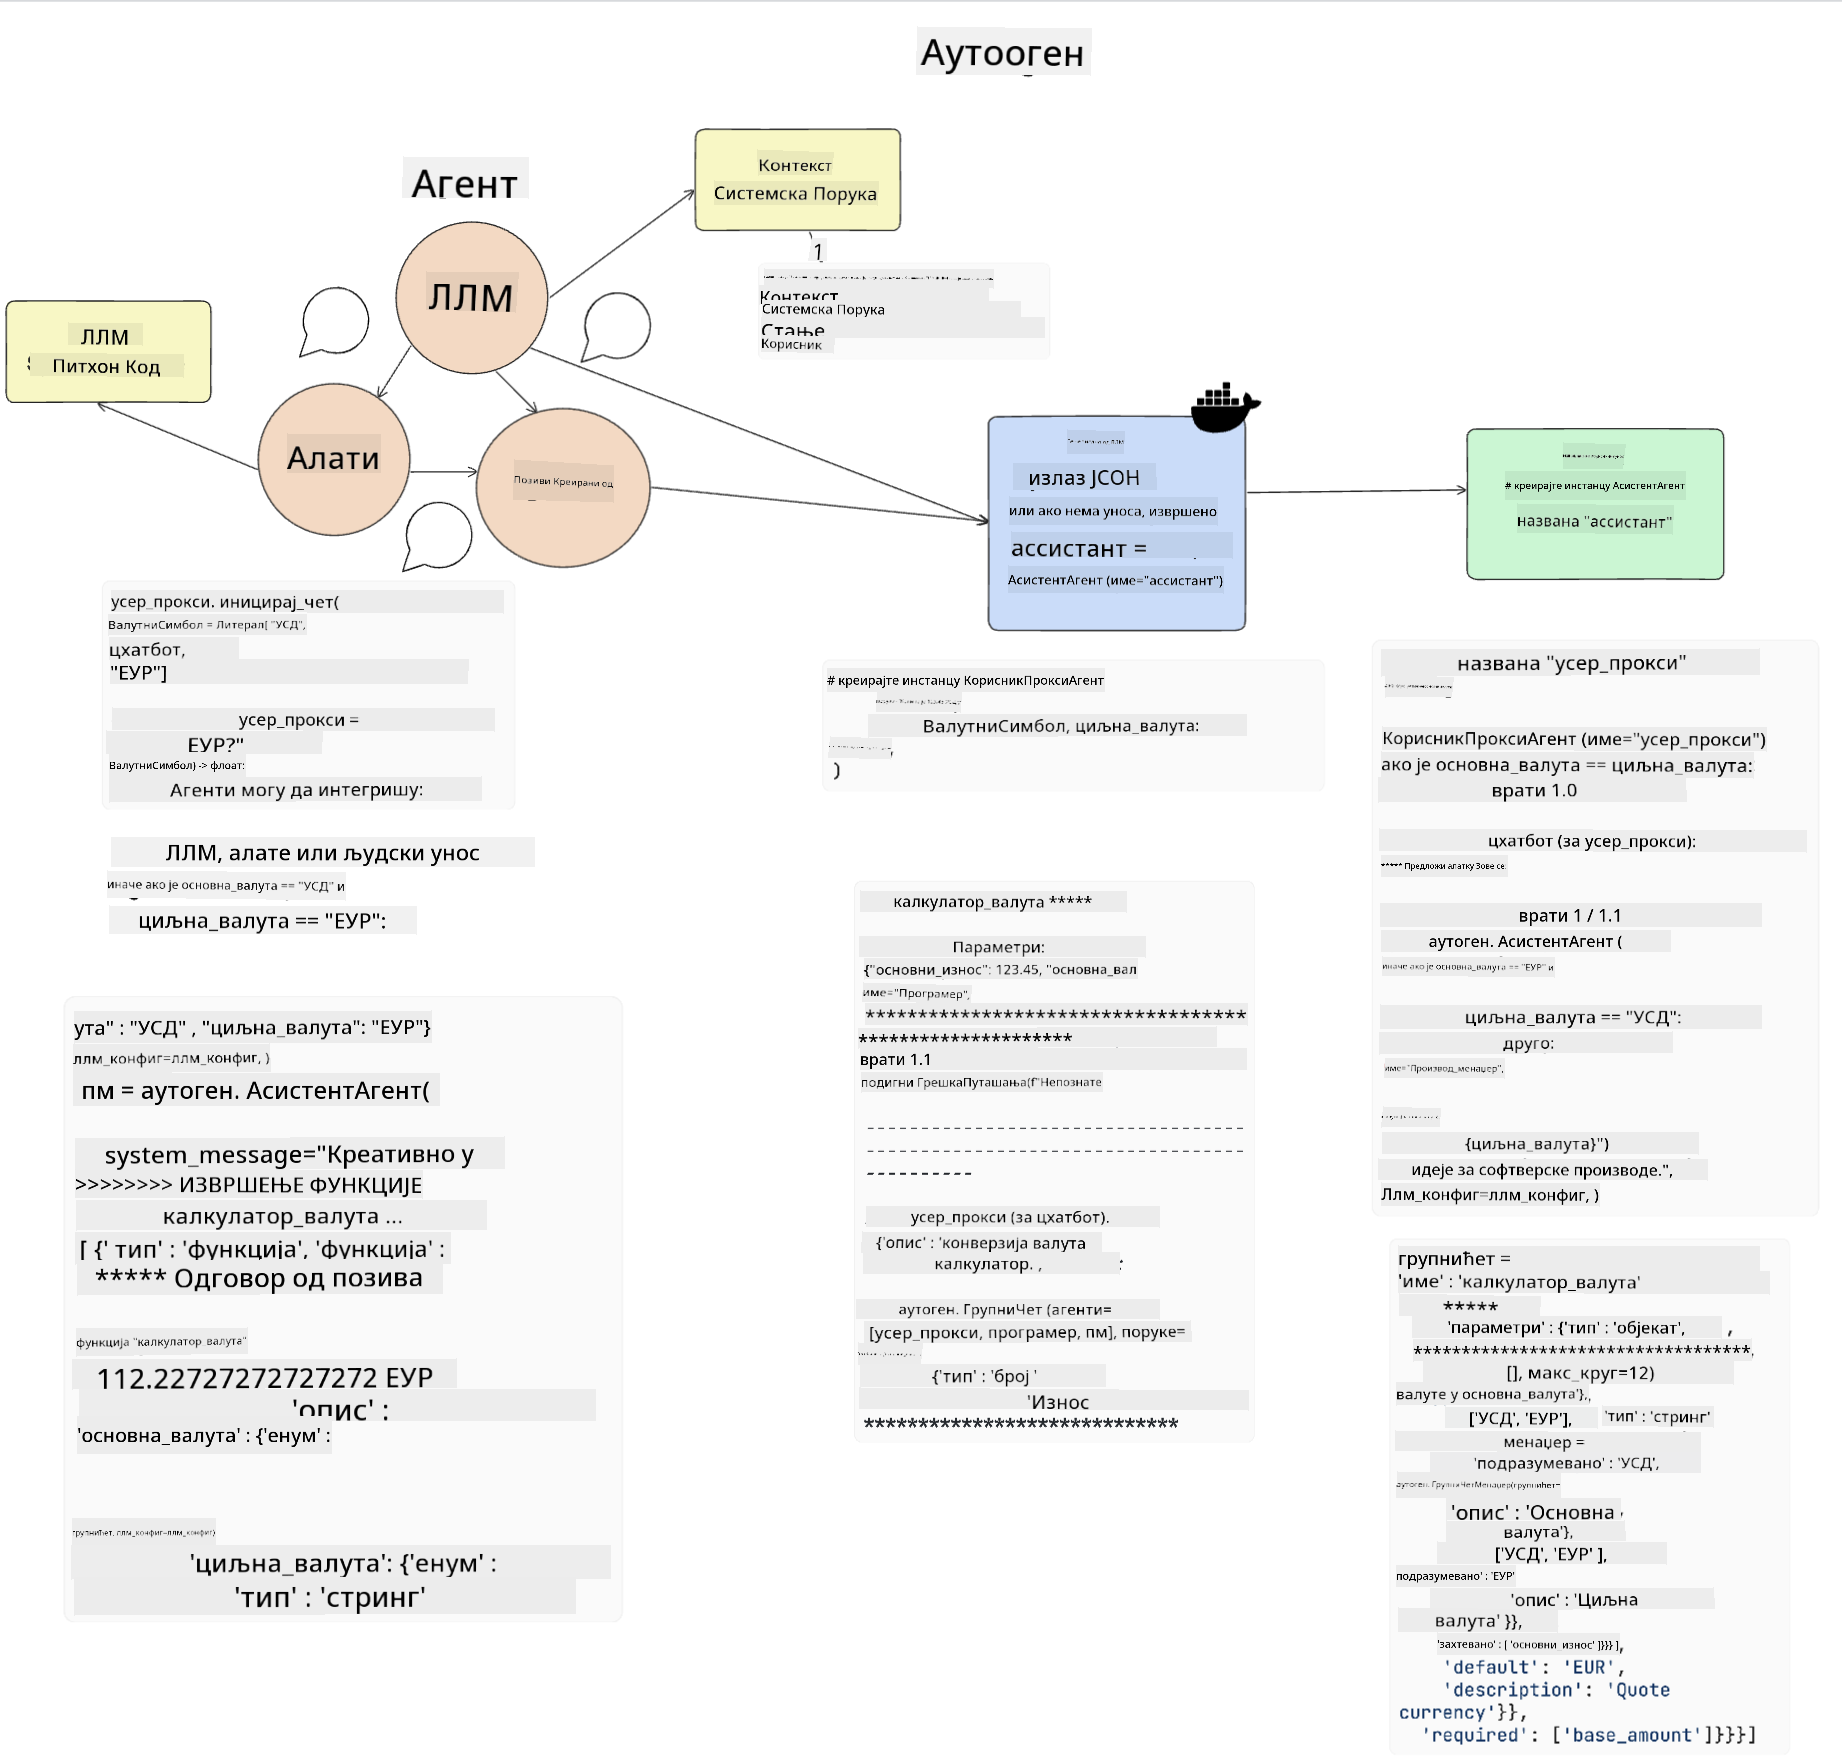 Аутооген
Агент
Контекст
Системска Порука
1
ЛЛМ
Контекст
Системска Порука
Стање
Корисник
ЛЛМ
Питхон Код
Алати
Позиви Креирани од
излаз ЈСОН
или ако нема уноса, извршено
ассистант =
АсистентАгент (име="ассистант")
# креирајте инстанцу АсистентАгент
названа "ассистант"
усер_прокси. иницирај_чет(
ВалутниСимбол = Литерал[ "УСД",
цхатбот,
"ЕУР"]
усер_прокси =
ЕУР?"
ВалутниСимбол) -> флоат:
Агенти могу да интегришу:
ЛЛМ, алате или људски унос
иначе ако је основна_валута == "УСД" и
циљна_валута == "ЕУР":
# креирајте инстанцу КорисникПроксиАгент
ВалутниСимбол, циљна_валута:
)
названа "усер_прокси"
КорисникПроксиАгент (име="усер_прокси")
ако је основна_валута == циљна_валута:
врати 1.0
цхатбот (за усер_прокси):
***** Предложи алатку Зове се:
врати 1 / 1.1
аутоген. АсистентАгент (
иначе ако је основна_валута == "ЕУР" и
циљна_валута == "УСД":
друго:
име="Производ_менаџер",
{циљна_валута}")
идеје за софтверске производе.",
Ллм_конфиг=ллм_конфиг, )
калкулатор_валута *****
Параметри:
{"основни_износ": 123.45, "основна_вал
име="Програмер",
************************************
********************
врати 1.1
подигни ГрешкаПуташања(f"Непознате
- - - - - - - - - - - - - - - - - - - - - - - - - - - - - - - - - - -
- - - - - - - - - - - - - - - - - - - - - - - - - - - - - - - - - - -
- - - - - - - - - -
усер_прокси (за цхатбот).
{'опис' : 'конверзија валута
калкулатор. ,
аутоген. ГрупниЧет (агенти=
[усер_прокси, програмер, пм], поруке=
{'тип' : 'број '
'Износ
*****************************
ута" : "УСД" , "циљна_валута": "ЕУР"}
ллм_конфиг=ллм_конфиг, )
пм = аутоген. АсистентАгент(
system_message="Креативно у
>>>>>>>> ИЗВРШЕЊЕ ФУНКЦИЈЕ
калкулатор_валута ...
[ {' тип' : 'функција', 'функција' :
***** Одговор од позива
функција "калкулатор_валута"
112.22727272727272 ЕУР
'опис' :
'основна_валута' : {'енум' :
групнићет, ллм_конфиг=ллм_конфиг)
'циљна_валута': {'енум' :
'тип' : 'стринг'
групнићет =
'име' : 'калкулатор_валута'
*****
'параметри' : {'тип' : 'објекат', ,
**********************************,
[], макс_круг=12)
валуте у основна_валута'},
['УСД', 'ЕУР'], 'тип' : 'стринг'
менаџер =
'подразумевано' : 'УСД',
аутоген. ГрупниЧетМенаџер(групнићет=
'опис' : 'Основна
валута'},
['УСД', 'ЕУР' ],
подразумевано' : 'ЕУР'
'опис' : 'Циљна
валута' }},
'захтевано' : [ 'основни_износ' ]}}} ],
'default': 'EUR',
'description': 'Quote
currency'}},
'required': ['base_amount']}}}]